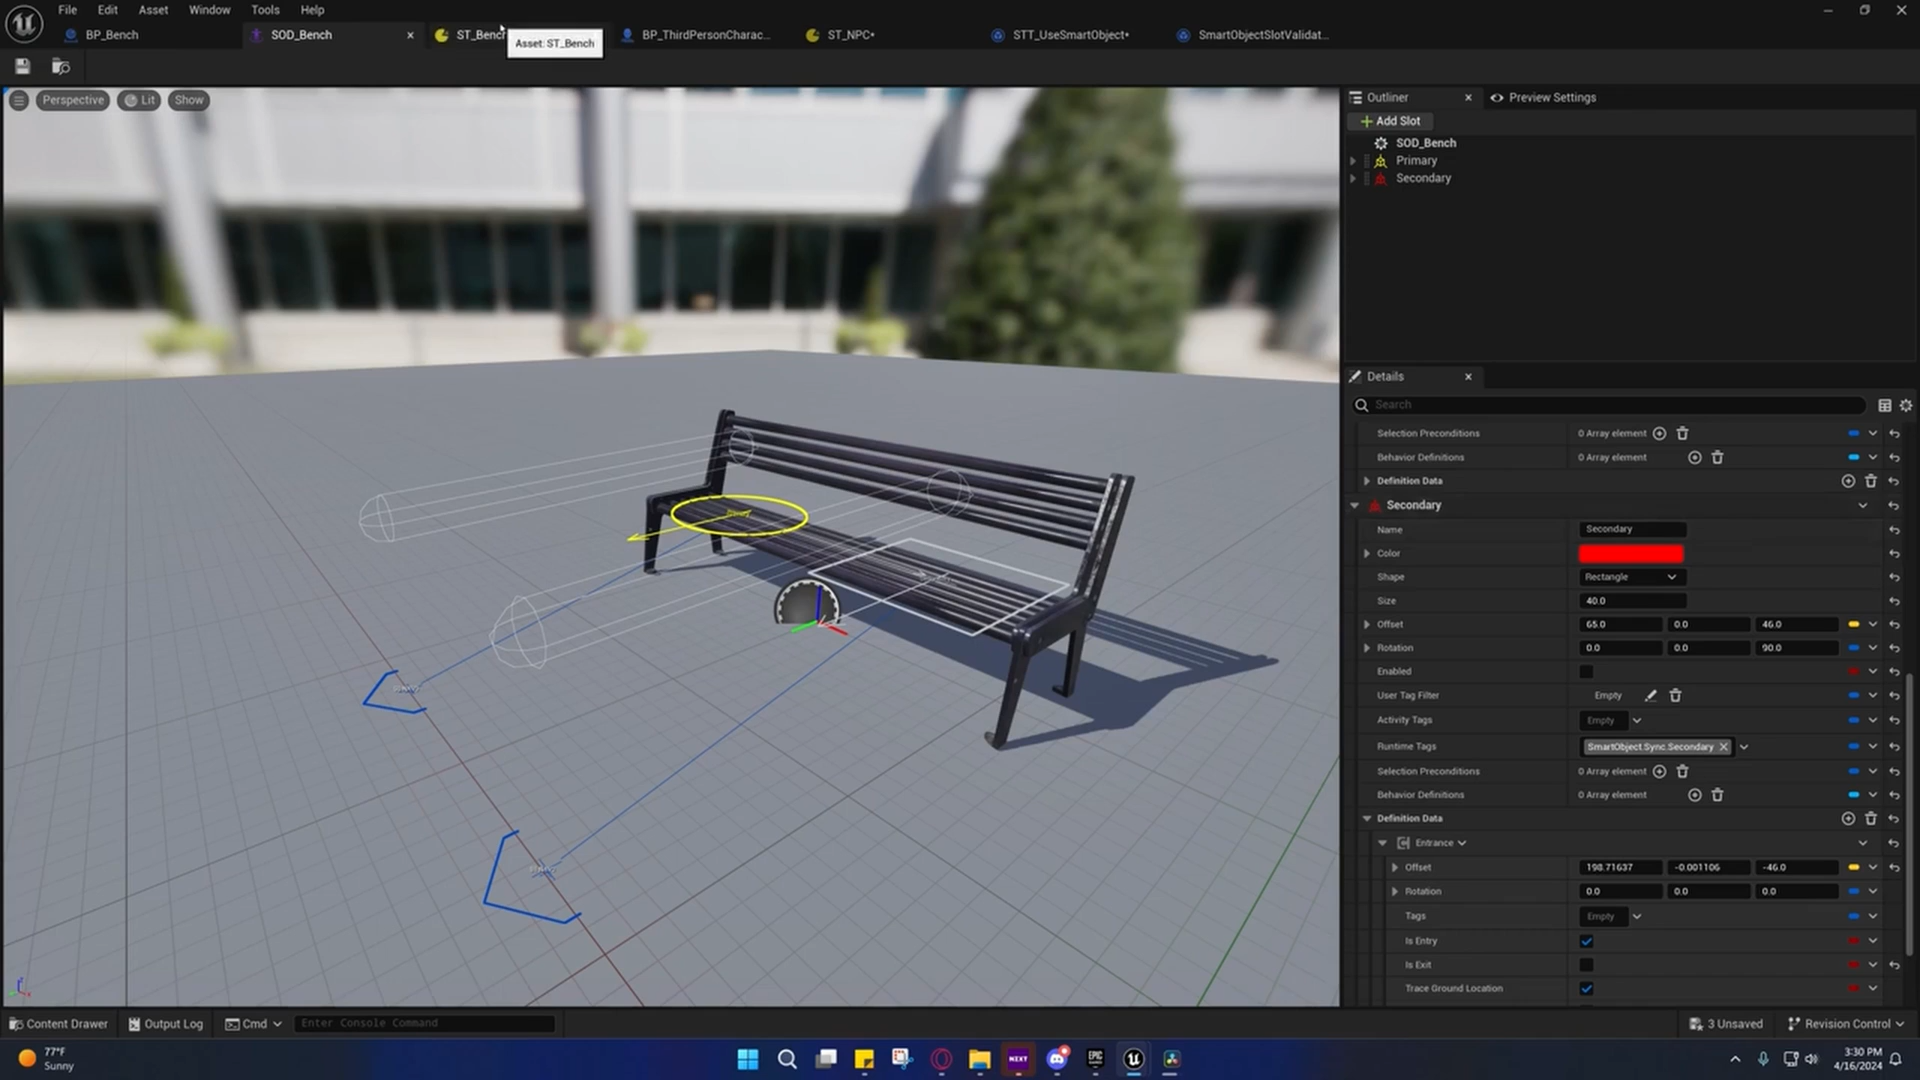 File Edit Asset Window Tools Help
BP_Bench
SOD_Bench
ST_Bench
BP_ThirdPersonCharac...
ST_NPC*
STT_UseSmartObject*
SmartObjectSlotValidat...
Asset: ST_Bench
Perspective
Lit
Show
Outliner
Preview Settings
Add Slot
SOD_Bench
Primary
Secondary
Details
Search
Selection Preconditions 0 Array element
Behavior Definitions 0 Array element
Definition Data
Secondary
Name Secondary
Color
Shape Rectangle
Size 40.0
Offset 65.0 0.0 46.0
Rotation 0.0 0.0 90.0
Enabled
User Tag Filter Empty
Activity Tags Empty
Runtime Tags SmartObject.Sync.Secondary
Selection Preconditions 0 Array element
Behavior Definitions 0 Array element
Definition Data
Entrance
Offset 198.71637 -0.001106 -46.0
Rotation 0.0 0.0 0.0
Tags Empty
Is Entry
Is Exit
Trace Ground Location
Content Drawer
Output Log
Cmd
Enter Console Command
3 Unsaved
Revision Control
77°F
Sunny
NEXT
EPIC
3:30 PM
4/16/2024